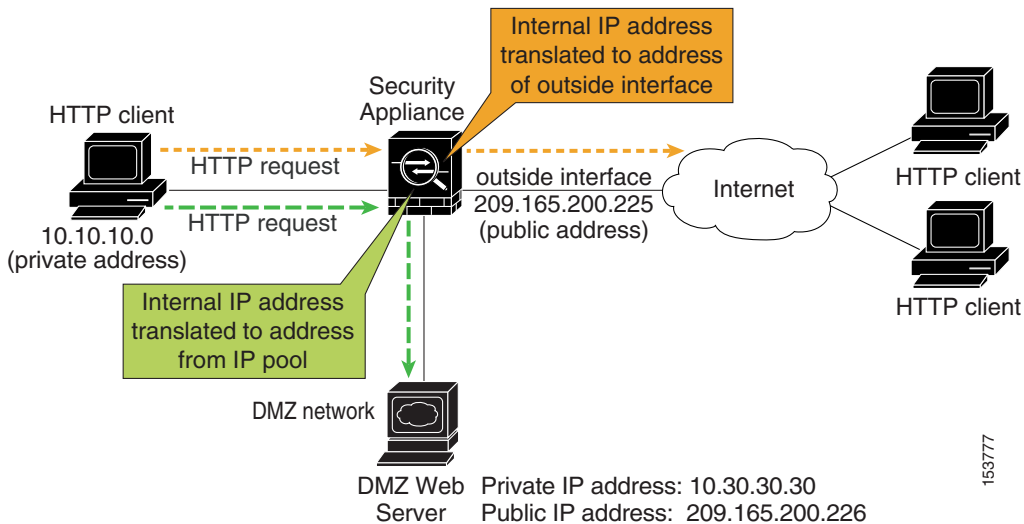 Internal IP address
translated to address
of outside interface
Security
Appliance
HTTP client
HTTP request
HTTP request
10.10.10.0
(private address)
outside interface
209.165.200.225
(public address)
Internet
HTTP client
HTTP client
Internal IP address
translated to address
from IP pool
DMZ network
DMZ Web
Server
Private IP address: 10.30.30.30
Public IP address: 209.165.200.226
153777